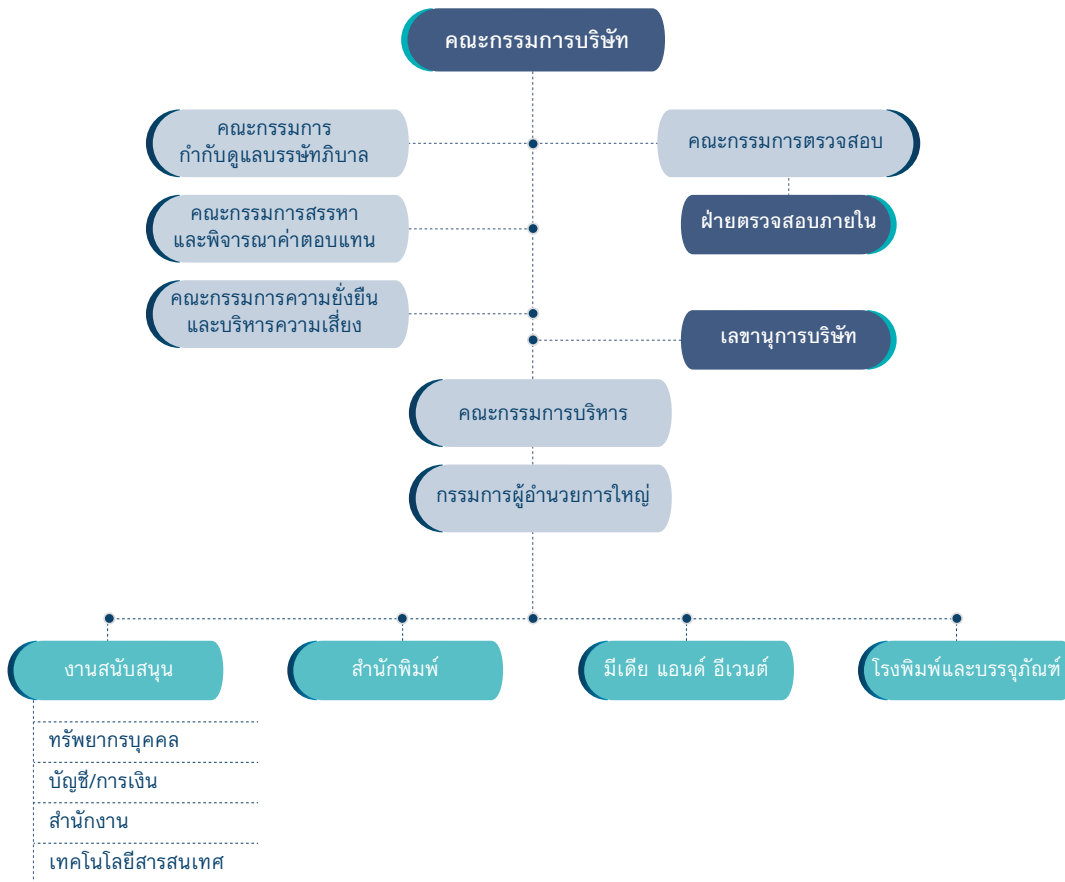 คณะกรรมการบริษัท
คณะกรรมการ
กำกับดูแลบรรษัทภิบาล
คณะกรรมการตรวจสอบ
คณะกรรมการสรรหา
และพิจารณาค่าตอบแทน
ฝ่ายตรวจสอบภายใน
คณะกรรมการความยั่งยืน
และบริหารความเสี่ยง
เลขานุการบริษัท
คณะกรรมการบริหาร
กรรมการผู้อำนวยการใหญ่
งานสนับสนุน
สำนักพิมพ์
มีเดีย แอนด์ อีเวนต์
โรงพิมพ์และบรรจุภัณฑ์
ทรัพยากรบุคคล
บัญชี/การเงิน
สำนักงาน
เทคโนโลยีสารสนเทศ